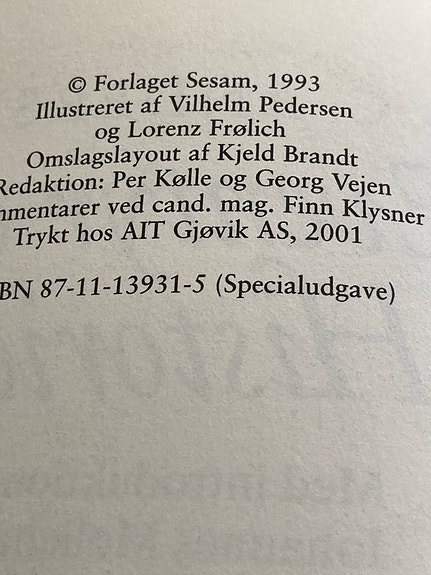 © Forlaget Sesam, 1993
Illustreret af Vilhelm Pedersen
og Lorenz Frølich
Omslagslayout af Kjeld Brandt
Redaktion: Per Kølle og Georg Vejen
mmentarer ved cand. mag. Finn Klysner
Trykt hos AIT Gjøvik AS, 2001
BN 87-11-13931-5 (Specialudgave)